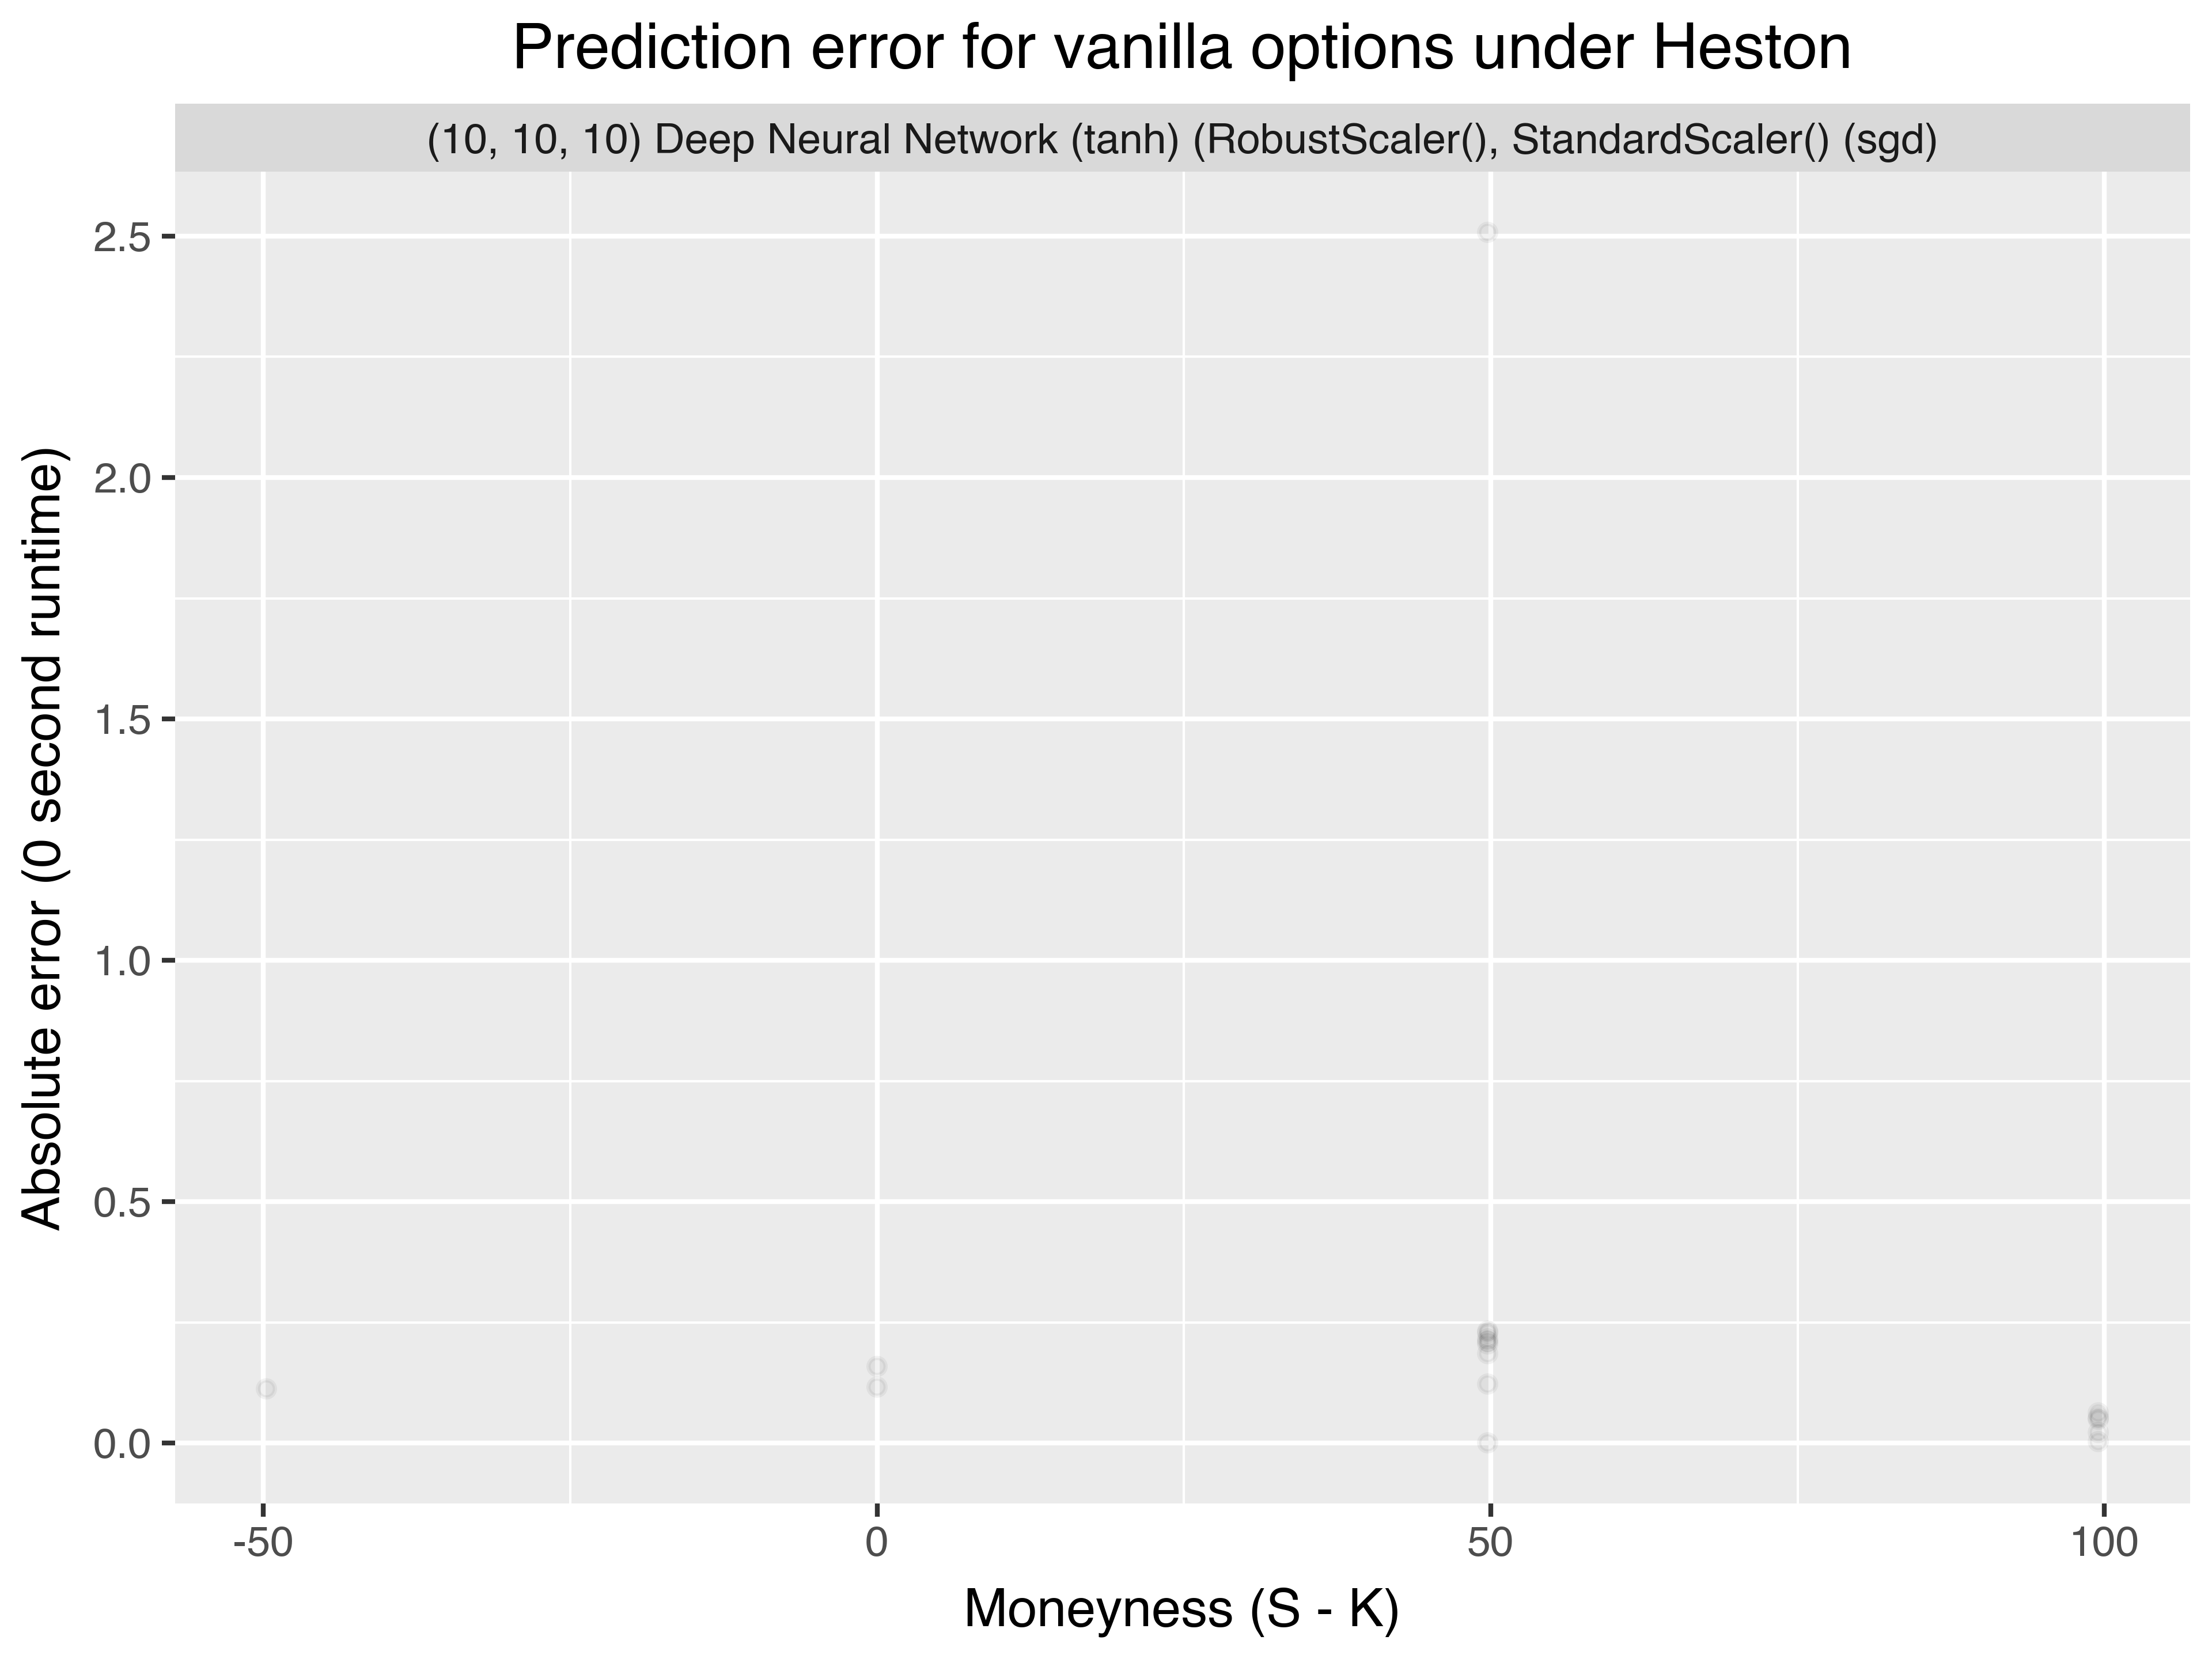 Prediction error for vanilla options under Heston
(10, 10, 10) Deep Neural Network (tanh) (RobustScaler(), StandardScaler() (sgd)
Absolute error (0 second runtime)
2.5
2.0
1.5
1.0
0.5
0.0
-50
0
50
100
Moneyness (S - K)